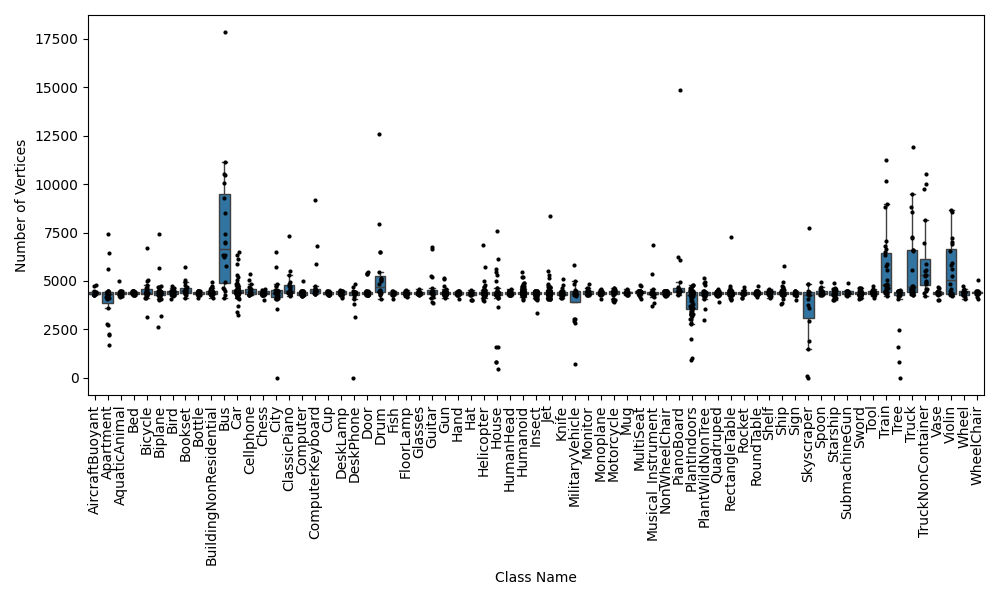 17500
15000
12500
10000
7500
5000
2500
0
Number of Vertices
AircraftBuoyant
Apartment
AquaticAnimal
Bed
Bicycle
Biplane
Bird
Bookset
Bottle
BuildingNonResidential
Bus
Car
Cellphone
Chess
City
ClassicPiano
Computer
ComputerKeyboard
Cup
DeskLamp
DeskPhone
Door
Drum
Fish
FloorLamp
Glasses
Guitar
Gun
Hand
Hat
Helicopter
House
HumanHead
Humanoid
Insect
Jet
Knife
MilitaryVehicle
Monitor
Monoplane
Motorcycle
Mug
MultiSeat
Musical_Instrument
NonWheelChair
PianoBoard
PlantIndoors
PlantWildNonTree
Quadruped
RectangleTable
Rocket
RoundTable
Shelf
Ship
Sign
Skyscraper
Spoon
Starship
SubmachineGun
Sword
Tool
Train
Tree
Truck
TruckNonContainer
Vase
Violin
Wheel
WheelChair
Class Name